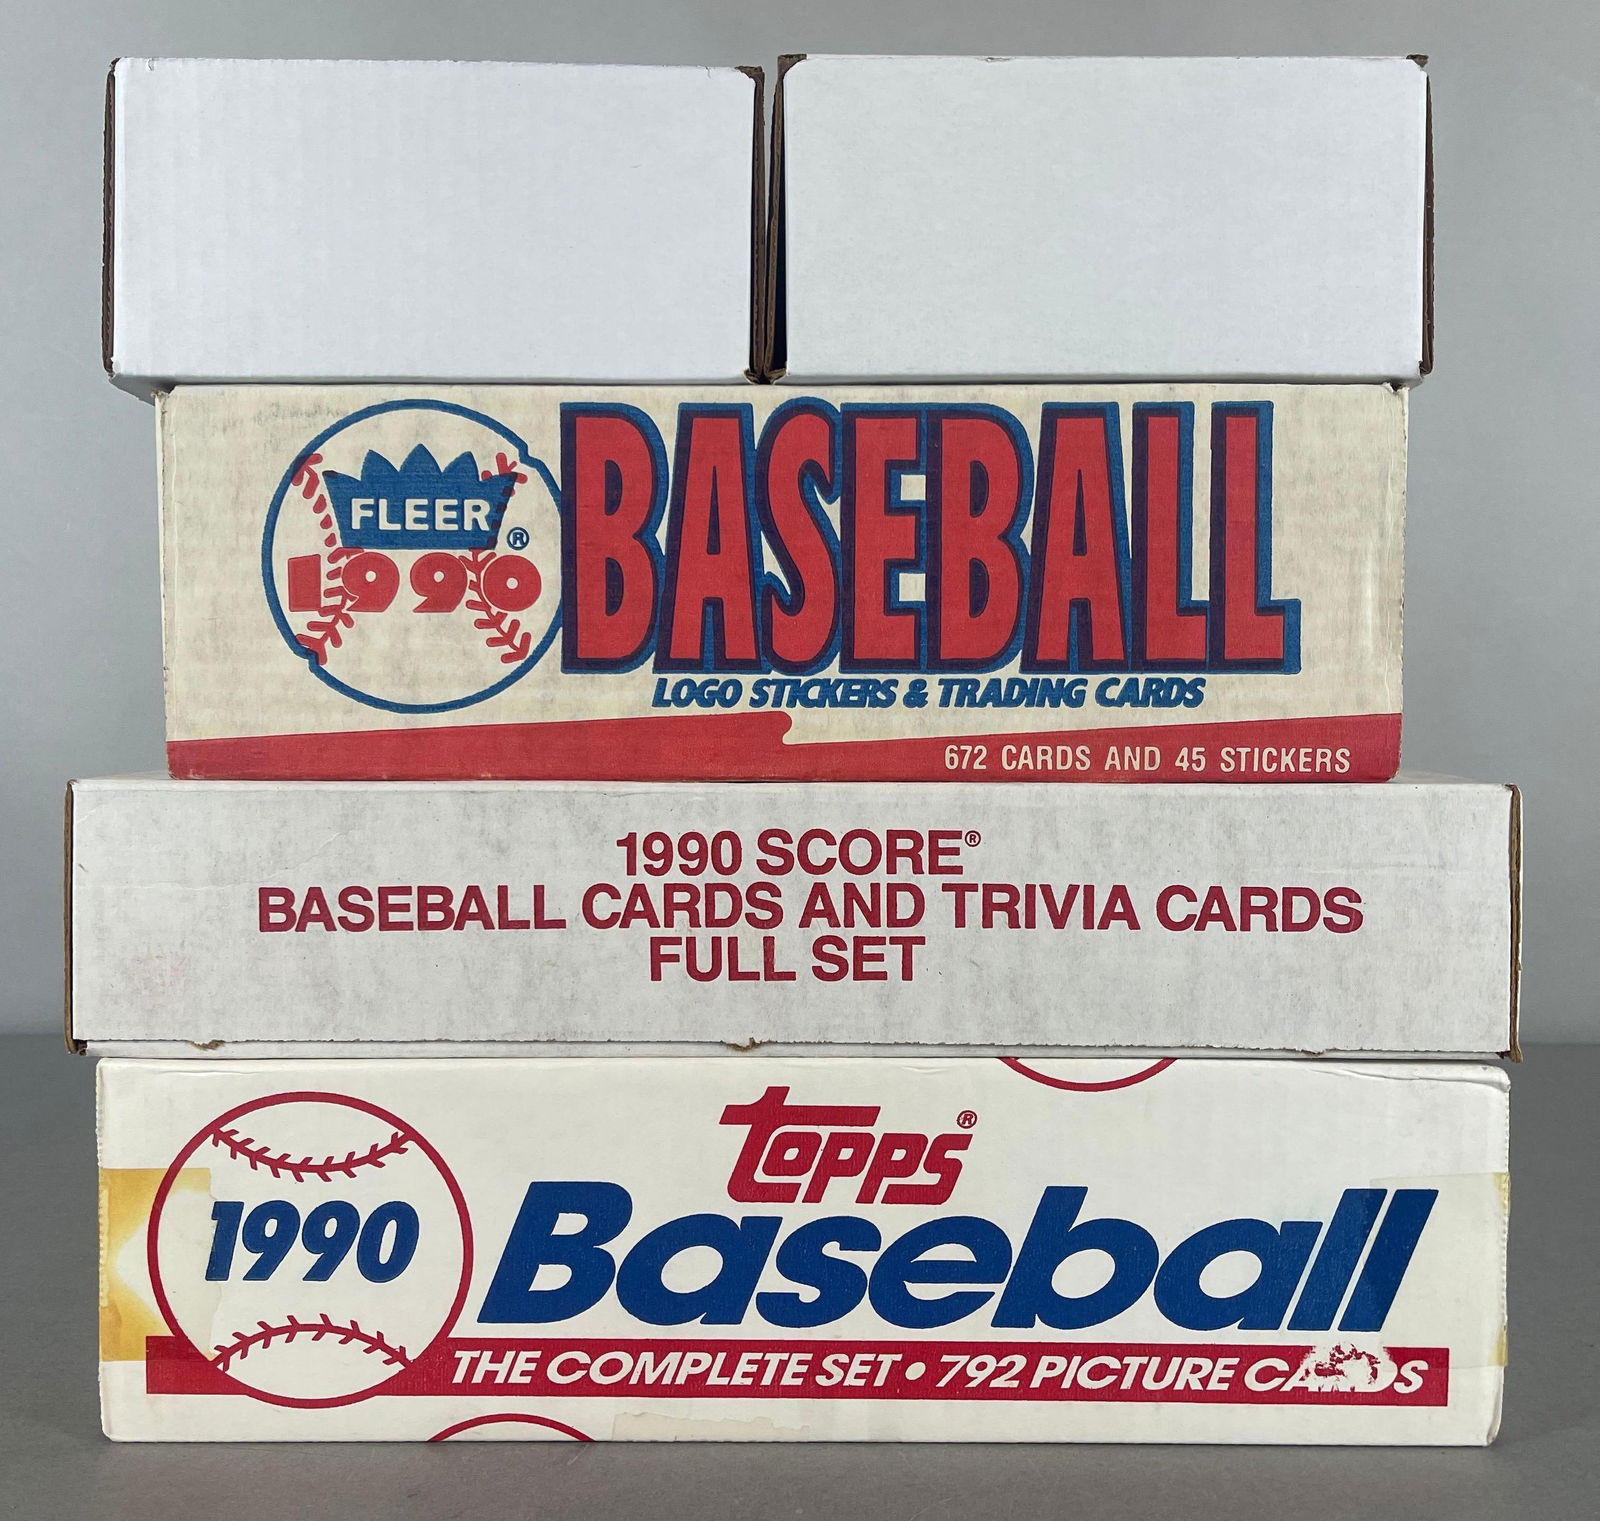 FLEER®
1990
BASEBALL
LOGO STICKERS & TRADING CARDS
672 CARDS AND 45 STICKERS
1990 SCORE®
BASEBALL CARDS AND TRIVIA CARDS
FULL SET
topps®
1990
Baseball
THE COMPLETE SET • 792 PICTURE CARDS